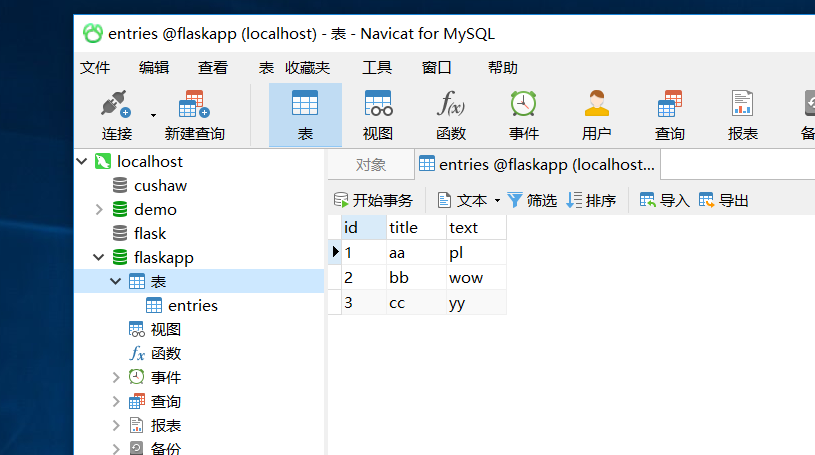 entries @flaskapp (localhost) - 表 - Navicat for MySQL
文件 编辑 查看 表 收藏夹 工具 窗口 帮助
连接 新建查询 表 视图 函数 事件 用户 查询 报表
localhost
cushaw
demo
flask
flaskapp
表
entries
视图
函数
事件
查询
报表
备份
对象 entries @flaskapp (localhost...
开始事务 文本 筛选 排序 导入 导出
id title text
1 aa pl
2 bb wow
3 cc yy